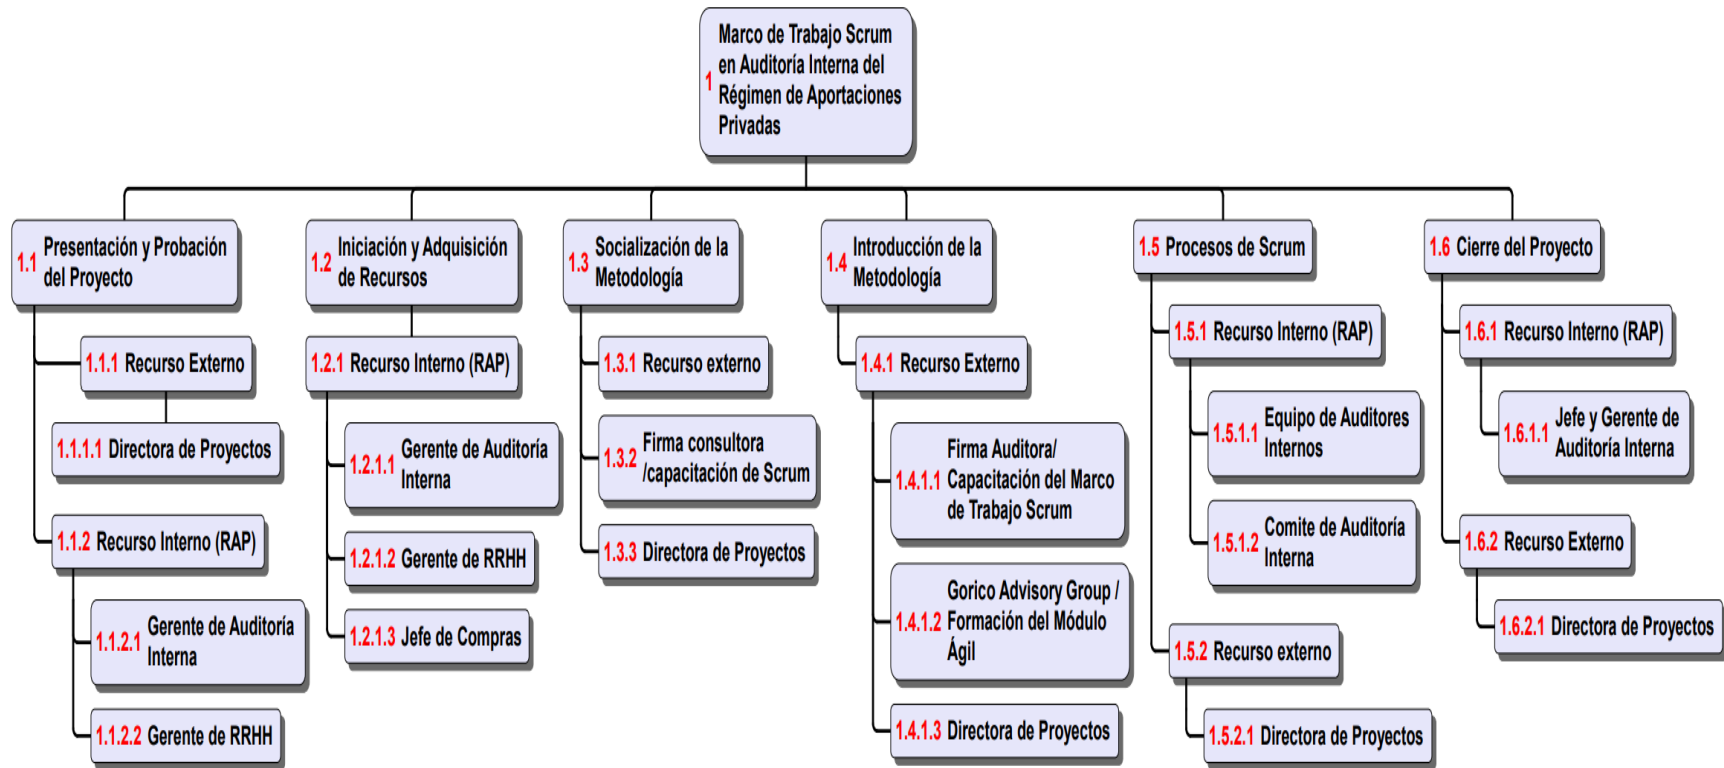 1 Marco de Trabajo Scrum
en Auditoría Interna del
Régimen de Aportaciones
Privadas
1.1 Presentación y Probación
del Proyecto
1.1.1 Recurso Externo
1.1.1.1 Directora de Proyectos
1.1.2 Recurso Interno (RAP)
1.1.2.1 Gerente de Auditoría
Interna
1.1.2.2 Gerente de RRHH
1.2 Iniciación y Adquisición
de Recursos
1.2.1 Recurso Interno (RAP)
1.2.1.1 Gerente de Auditoría
Interna
1.2.1.2 Gerente de RRHH
1.2.1.3 Jefe de Compras
1.3 Socialización de la
Metodología
1.3.1 Recurso externo
1.3.2 Firma consultora
/capacitación de Scrum
1.3.3 Directora de Proyectos
1.4 Introducción de la
Metodología
1.4.1 Recurso Externo
1.4.1.1 Firma Auditora/
Capacitación del Marco
de Trabajo Scrum
1.4.1.2 Gorico Advisory Group /
Formación del Módulo
Ágil
1.4.1.3 Directora de Proyectos
1.5 Procesos de Scrum
1.5.1 Recurso Interno (RAP)
1.5.1.1 Equipo de Auditores
Internos
1.5.1.2 Comite de Auditoría
Interna
1.5.2 Recurso externo
1.5.2.1 Directora de Proyectos
1.6 Cierre del Proyecto
1.6.1 Recurso Interno (RAP)
1.6.1.1 Jefe y Gerente de
Auditoría Interna
1.6.2 Recurso Externo
1.6.2.1 Directora de Proyectos